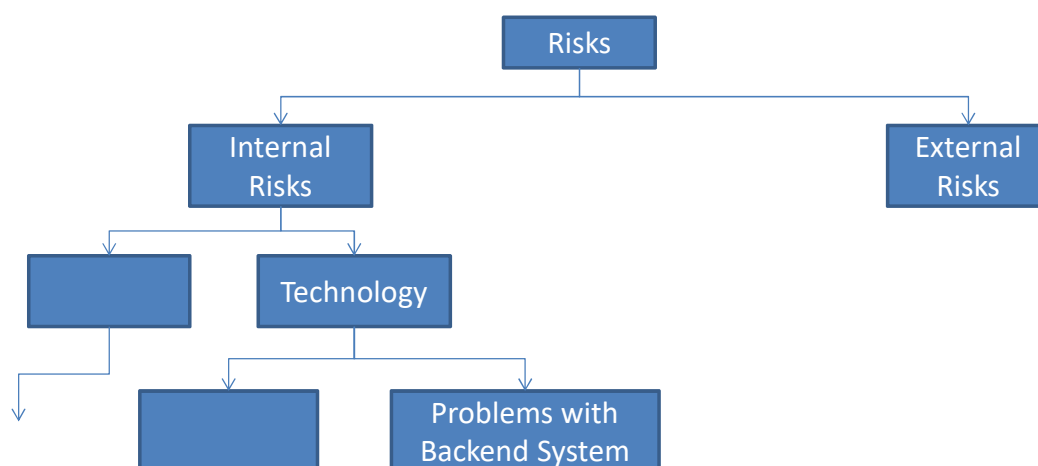 Risks
Internal
Risks
External
Risks
Technology
Problems with
Backend System